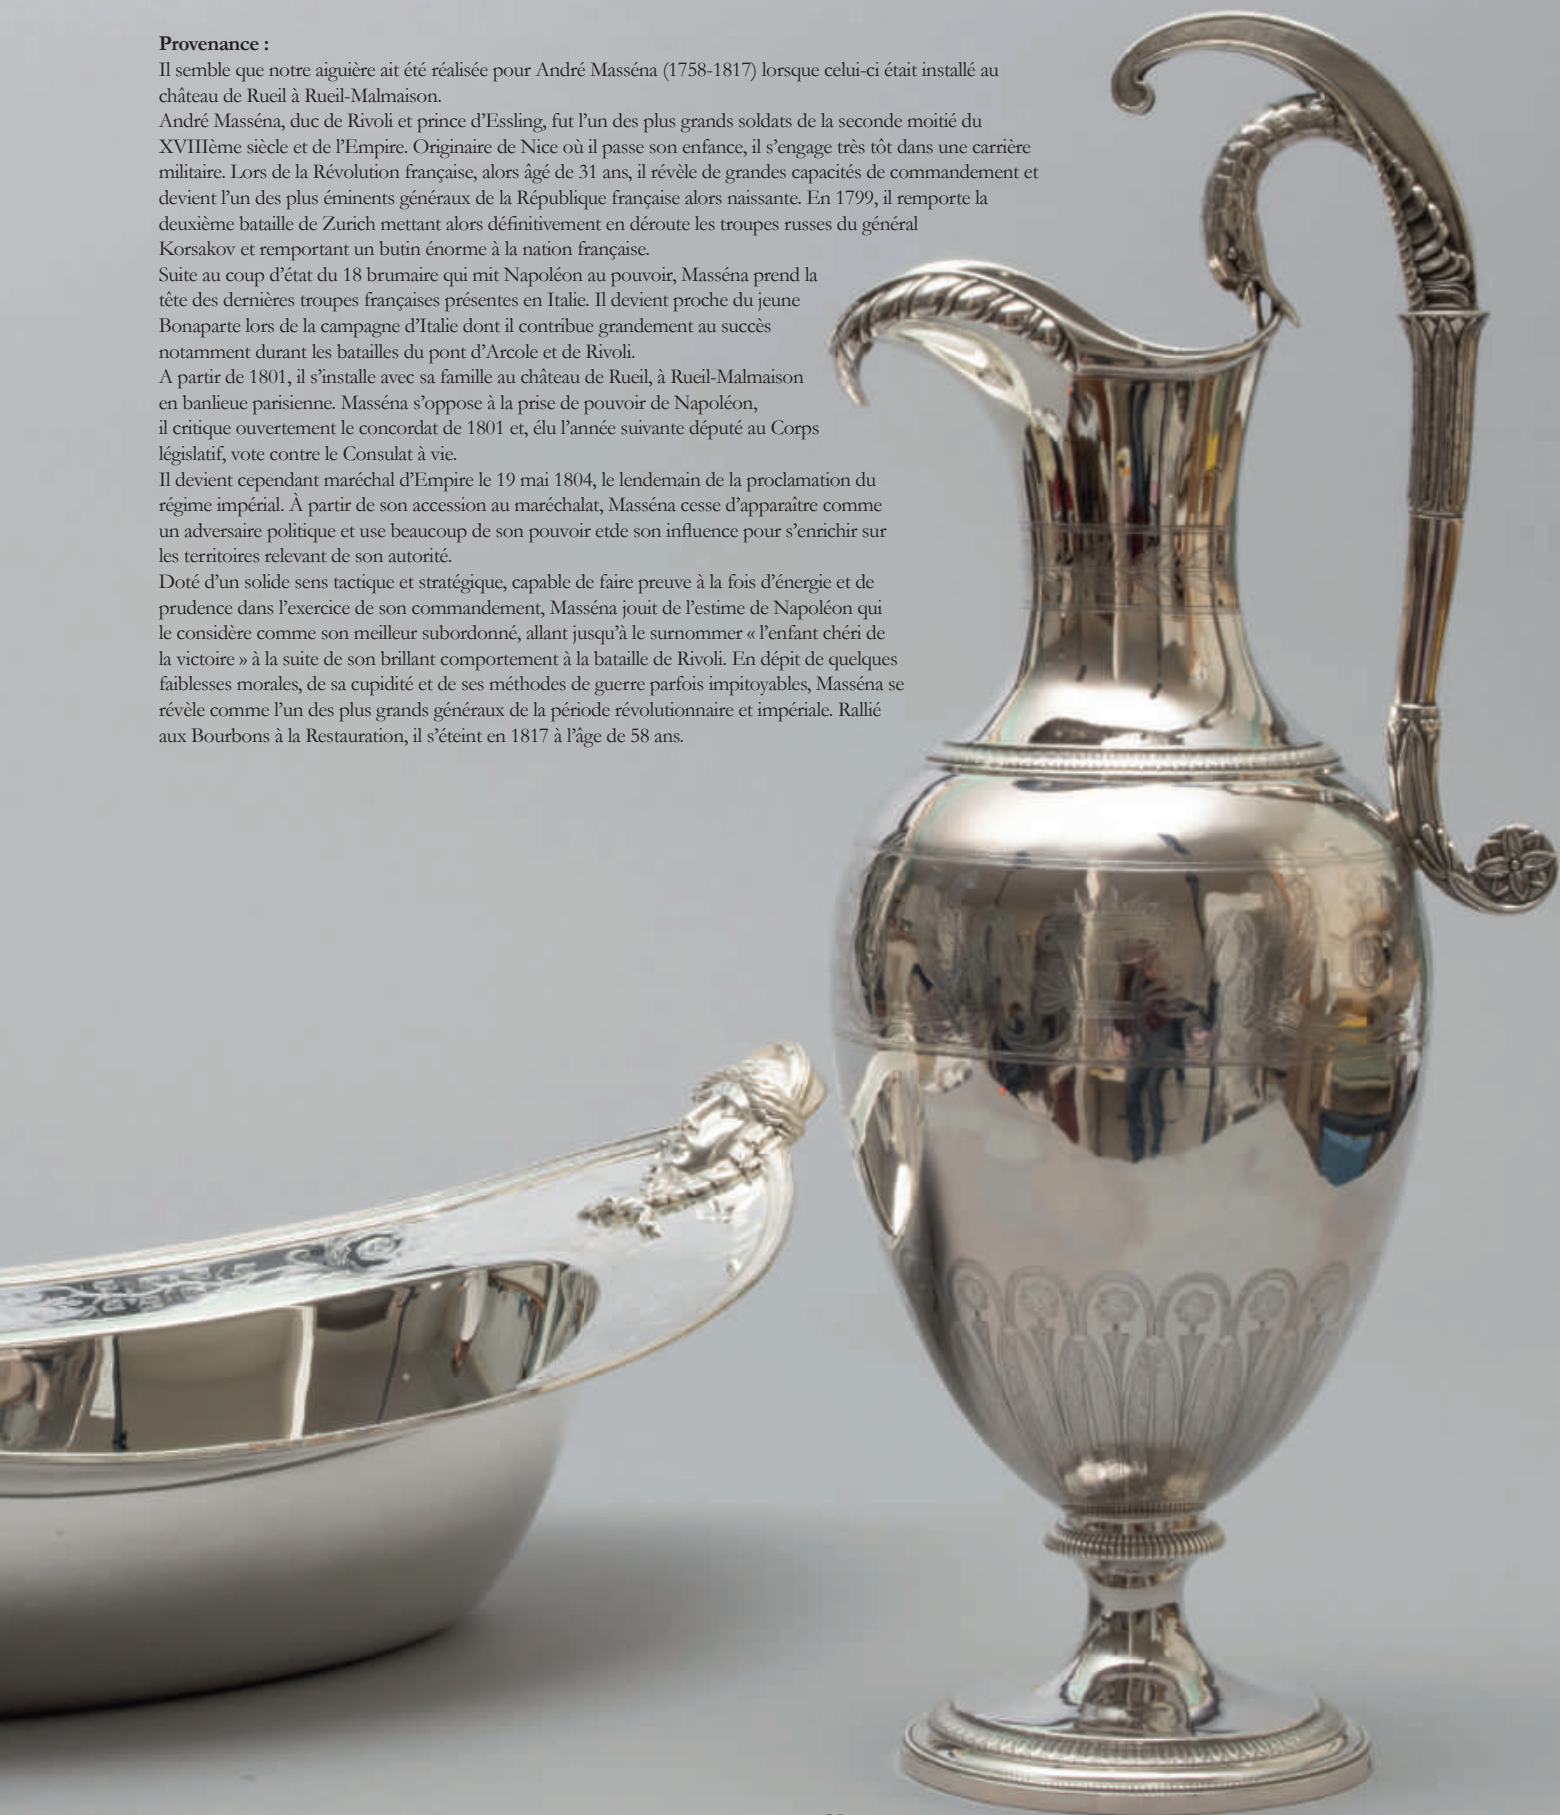 Provenance :
Il semble que notre aiguière ait été réalisée pour André Masséna (1758-1817) lorsque celui-ci était installé au
château de Rueil à Rueil-Malmaison.
André Masséna, duc de Rivoli et prince d’Essling, fut l’un des plus grands soldats de la seconde moitié du
XVIIIème siècle et de l’Empire. Originaire de Nice où il passe son enfance, il s’engage très tôt dans une carrière
militaire. Lors de la Révolution française, alors âgé de 31 ans, il révèle de grandes capacités de commandement et
devient l’un des plus éminents généraux de la République française alors naissante. En 1799, il remporte la
deuxième bataille de Zurich mettant alors définitivement en déroute les troupes russes du général
Korsakov et remportant un butin énorme à la nation française.
Suite au coup d’état du 18 brumaire qui mit Napoléon au pouvoir, Masséna prend la
tête des dernières troupes françaises présentes en Italie. Il devient proche du jeune
Bonaparte lors de la campagne d’Italie dont il contribue grandement au succès
notamment durant les batailles du pont d’Arcole et de Rivoli.
A partir de 1801, il s’installe avec sa famille au château de Rueil, à Rueil-Malmaison
en banlieue parisienne. Masséna s’oppose à la prise de pouvoir de Napoléon,
il critique ouvertement le concordat de 1801 et, élu l’année suivante député au Corps
législatif, vote contre le Consulat à vie.
Il devient cependant maréchal d’Empire le 19 mai 1804, le lendemain de la proclamation du
régime impérial. À partir de son accession au maréchalat, Masséna cesse d’apparaître comme
un adversaire politique et use beaucoup de son pouvoir etde son influence pour s’enrichir sur
les territoires relevant de son autorité.
Doté d’un solide sens tactique et stratégique, capable de faire preuve à la fois d’énergie et de
prudence dans l’exercice de son commandement, Masséna jouit de l’estime de Napoléon qui
le considère comme son meilleur subordonné, allant jusqu’à le surnommer « l’enfant chéri de
la victoire » à la suite de son brillant comportement à la bataille de Rivoli. En dépit de quelques
faiblesses morales, de sa cupidité et de ses méthodes de guerre parfois impitoyables, Masséna se
révèle comme l’un des plus grands généraux de la période révolutionnaire et impériale. Rallié
aux Bourbons à la Restauration, il s’éteint en 1817 à l’âge de 58 ans.